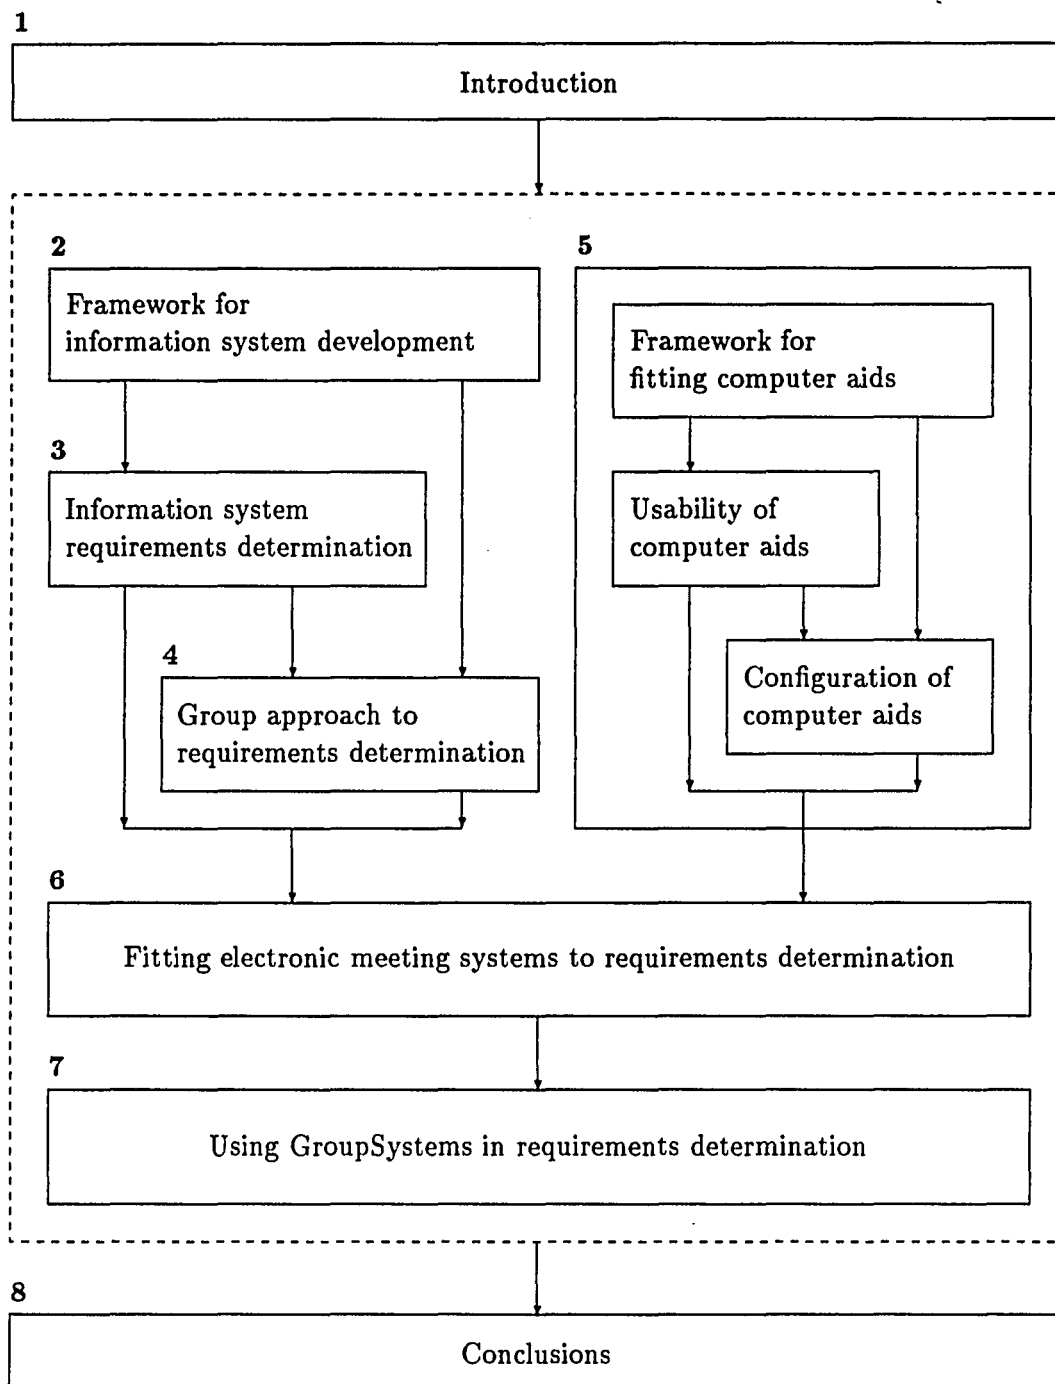 1
Introduction
2
Framework for
information system development
3
Information system
requirements determination
4
Group approach to
requirements determination
5
Framework for
fitting computer aids
Usability of
computer aids
Configuration of
computer aids
6
Fitting electronic meeting systems to requirements determination
7
Using GroupSystems in requirements determination
8
Conclusions